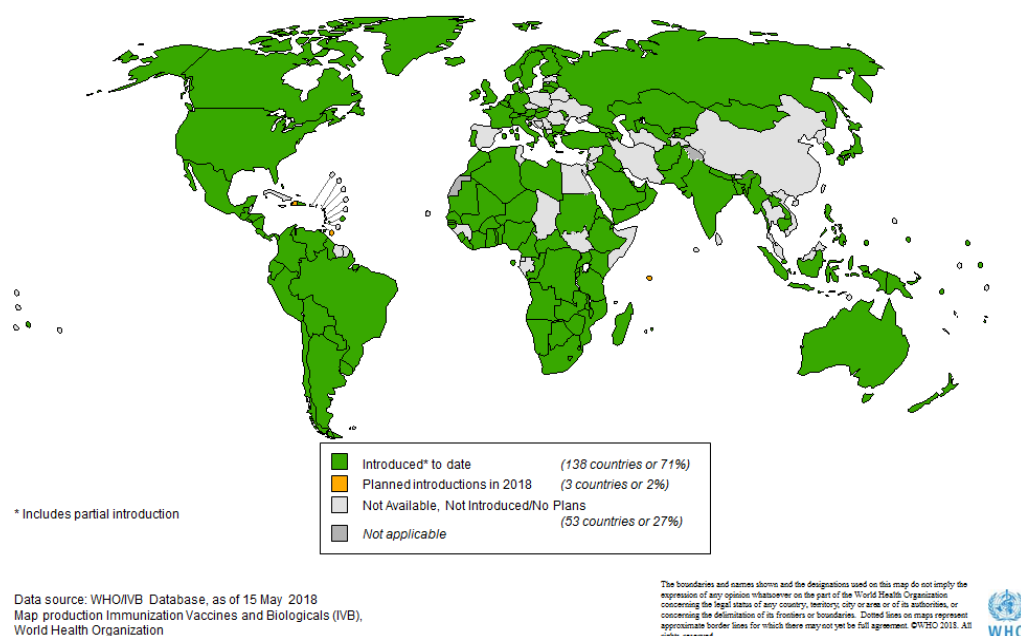 Introduced* to date (138 countries or 71%)
Planned introductions in 2018 (3 countries or 2%)
Not Available, Not Introduced/No Plans
(53 countries or 27%)
Not applicable
* Includes partial introduction
Data source: WHO/IVB Database, as of 15 May 2018
Map production Immunization Vaccines and Biologicals (IVB),
World Health Organization
The boundaries and names shown and the designations used on this map do not imply the
expression of any opinion whatsoever on the part of the World Health Organization
concerning the legal status of any country, territory, city or area or of its authorities, or
concerning the delimitation of its frontiers or boundaries. Dotted lines on maps represent
approximate border lines for which there may not yet be full agreement. ©WHO 2018. All
rights reserved
WHO